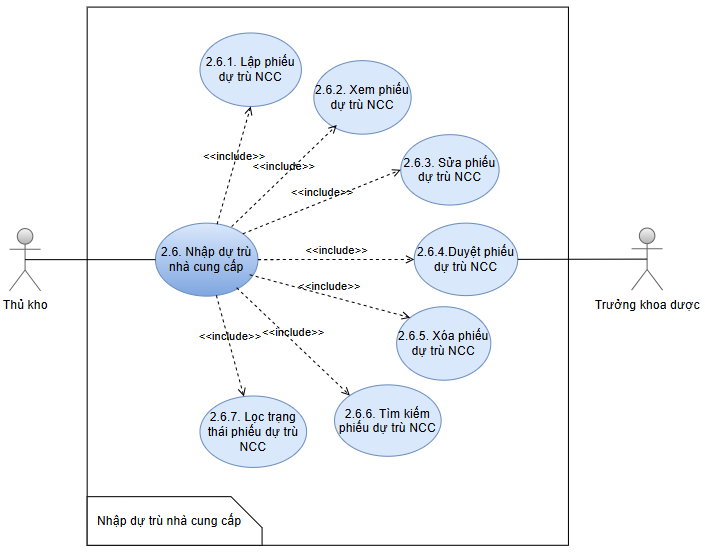 2.6.1. Lập phiếu
dự trù NCC
2.6.2. Xem phiếu
dự trù NCC
<<include>>
<<include>>
2.6.3. Sửa phiếu
dự trù NCC
<<include>>
2.6. Nhập dự trù
nhà cung cấp
<<include>>
2.6.4.Duyệt phiếu
dự trù NCC
Thủ kho
Trưởng khoa dược
<<include>>
2.6.5. Xóa phiếu
dự trù NCC
<<include>>
<<include>>
2.6.7. Lọc trạng
thái phiếu dự trù
NCC
2.6.6. Tìm kiếm
phiếu dự trù NCC
Nhập dự trù nhà cung cấp